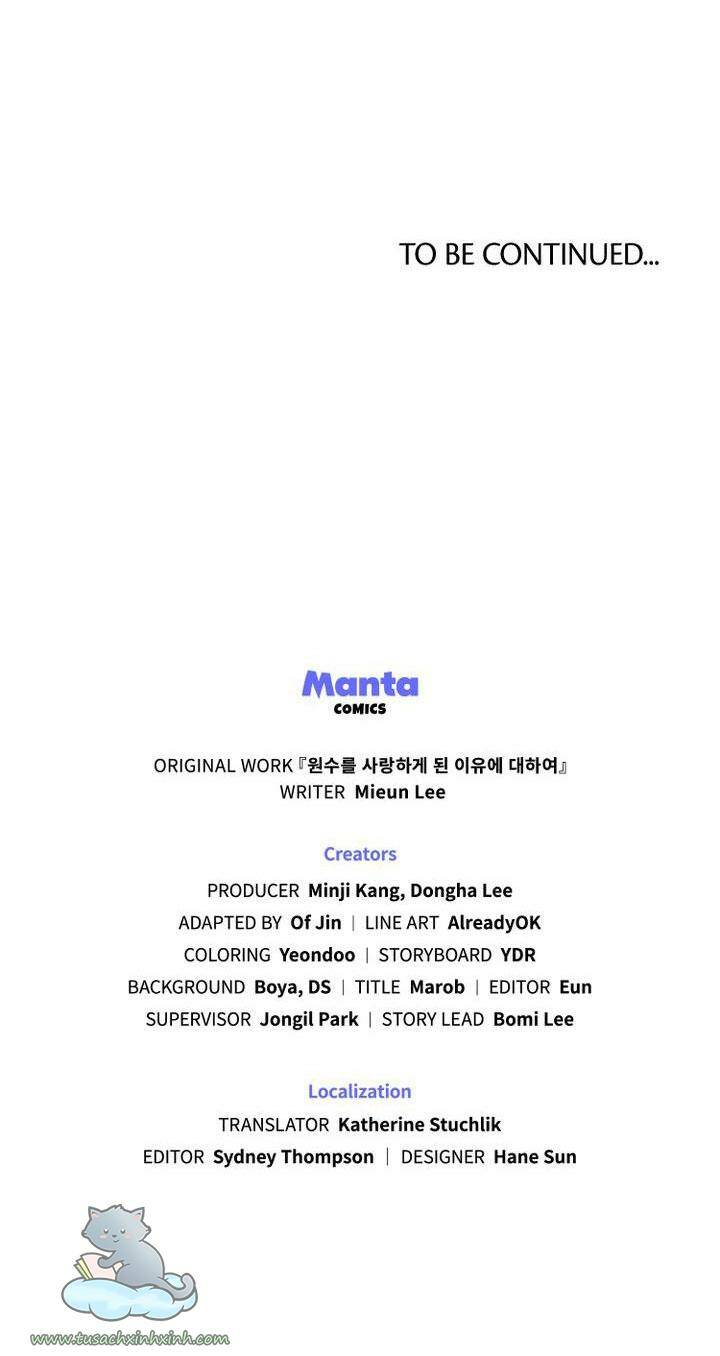 TO BE CONTINUED...
Manta
COMICS
ORIGINAL WORK『원수를 사랑하게 된 이유에 대하여』
WRITER Mieun Lee
Creators
PRODUCER Minji Kang, Dongha Lee
ADAPTED BY Of Jin | LINE ART AlreadyOK
COLORING Yeondoo | STORYBOARD YDR
BACKGROUND Boya, DS | TITLE Marob | EDITOR Eun
SUPERVISOR Jongil Park | STORY LEAD Bomi Lee
Localization
TRANSLATOR Katherine Stuchlik
EDITOR Sydney Thompson | DESIGNER Hane Sun
www.tusachxinhxinh.com